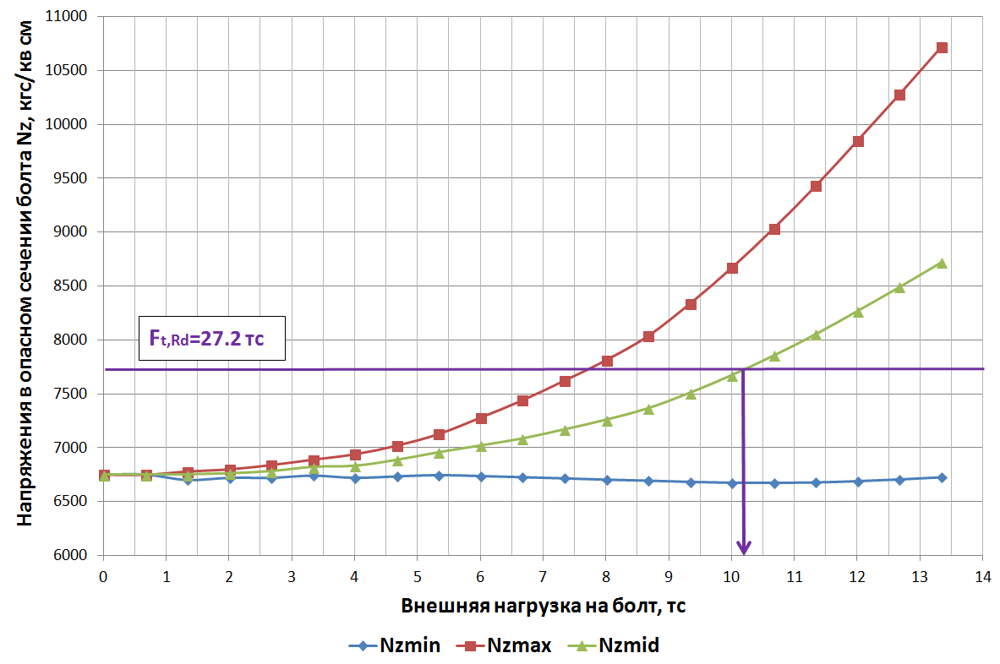 Напряжения в опасном сечении болта Nz, кгс/кв см
11000
10500
10000
9500
9000
8500
8000
7500
7000
6500
6000
Ft,Rd=27.2 тс
0 1 2 3 4 5 6 7 8 9 10 11 12 13 14
Внешняя нагрузка на болт, тс
Nzmin Nzmax Nzmid